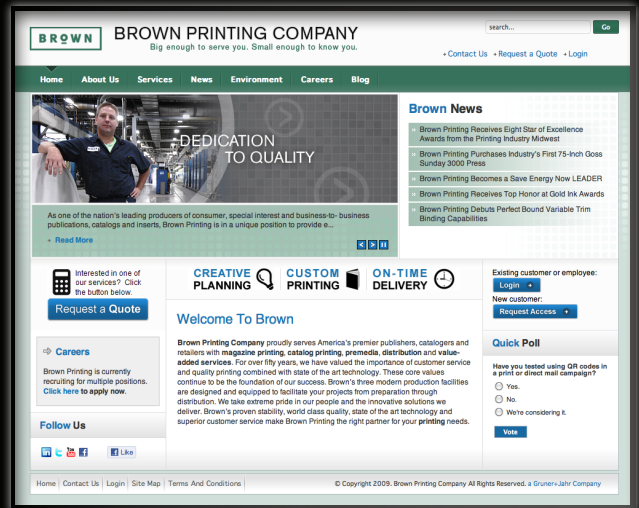 BROWN
BROWN PRINTING COMPANY
Big enough to serve you. Small enough to know you.
search...
Go
+ Contact Us + Request a Quote + Login
Home About Us Services News Environment Careers Blog
DEDICATION
TO QUALITY
As one of the nation's leading producers of consumer, special interest and business-to- business
publications, catalogs and inserts, Brown Printing is in a unique position to provide e...
+ Read More
Brown News
» Brown Printing Receives Eight Star of Excellence
Awards from the Printing Industry Midwest
» Brown Printing Purchases Industry's First 75-Inch Goss
Sunday 3000 Press
» Brown Printing Becomes a Save Energy Now LEADER
» Brown Printing Receives Top Honor at Gold Ink Awards
» Brown Printing Debuts Perfect Bound Variable Trim
Binding Capabilities
Interested in one of
our services? Click
the button below.
Request a Quote
CREATIVE
PLANNING
CUSTOM
PRINTING
ON-TIME
DELIVERY
Existing customer or employee:
Login +
New customer:
Request Access +
Careers
Brown Printing is currently
recruiting for multiple positions.
Click here to apply now.
Follow Us
in t You Tube f
f Like
Welcome To Brown
Brown Printing Company proudly serves America's premier publishers, catalogers and
retailers with magazine printing, catalog printing, premedia, distribution and value-
added services. For over fifty years, we have valued the importance of customer service
and quality printing combined with state of the art technology. These core values
continue to be the foundation of our success. Brown's three modern production facilities
are designed and equipped to facilitate your projects from preparation through
distribution. We take extreme pride in our people and the innovative solutions we
deliver. Brown's proven stability, world class quality, state of the art technology and
superior customer service make Brown Printing the right partner for your printing needs.
Quick Poll
Have you tested using QR codes in
a print or direct mail campaign?
Yes.
No.
We're considering it.
Vote
Home | Contact Us | Login | Site Map | Terms And Conditions |
© Copyright 2009. Brown Printing Company All Rights Reserved. a Gruner+Jahr Company